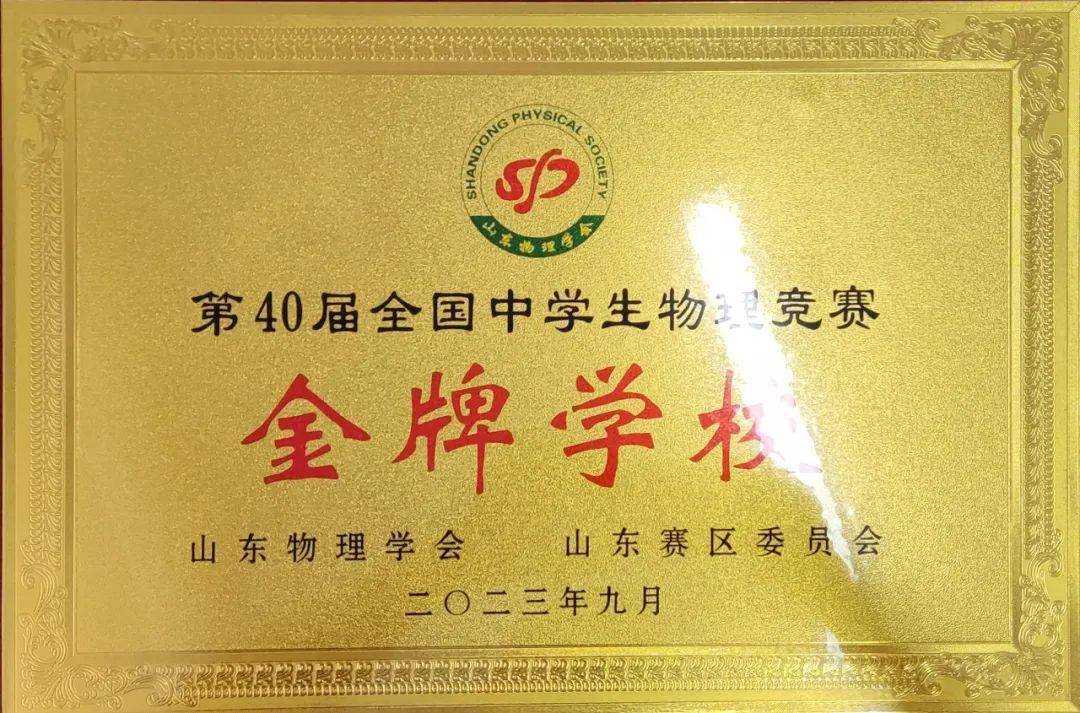 SHANDONG PHYSICAL SOCIETY
SP
山东物理学会
第40届全国中学生物理竞赛
金牌学校
山东物理学会 山东赛区委员会
二〇二三年九月